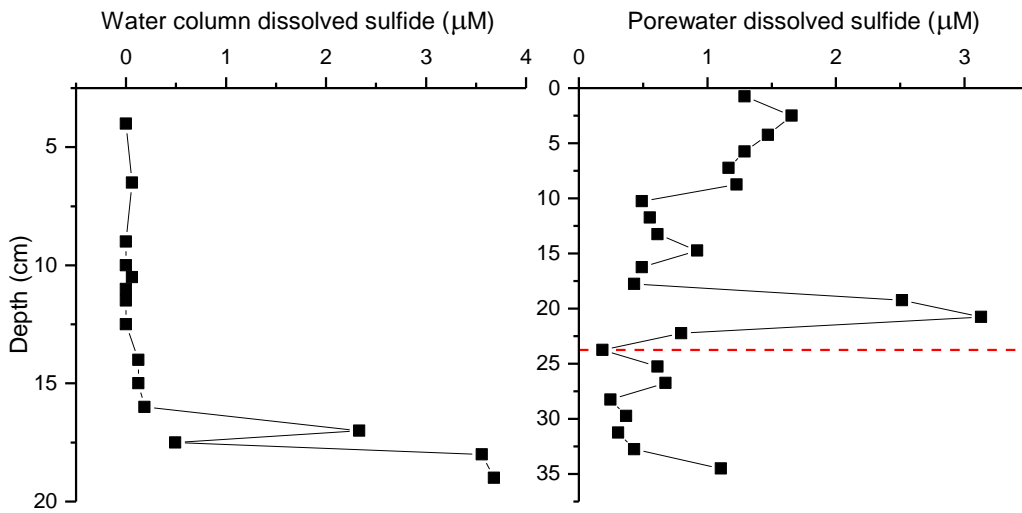 Water column dissolved sulfide (μM)
0 1 2 3 4
Depth (cm)
5
10
15
20
Porewater dissolved sulfide (μM)
0 1 2 3
0
5
10
15
20
25
30
35